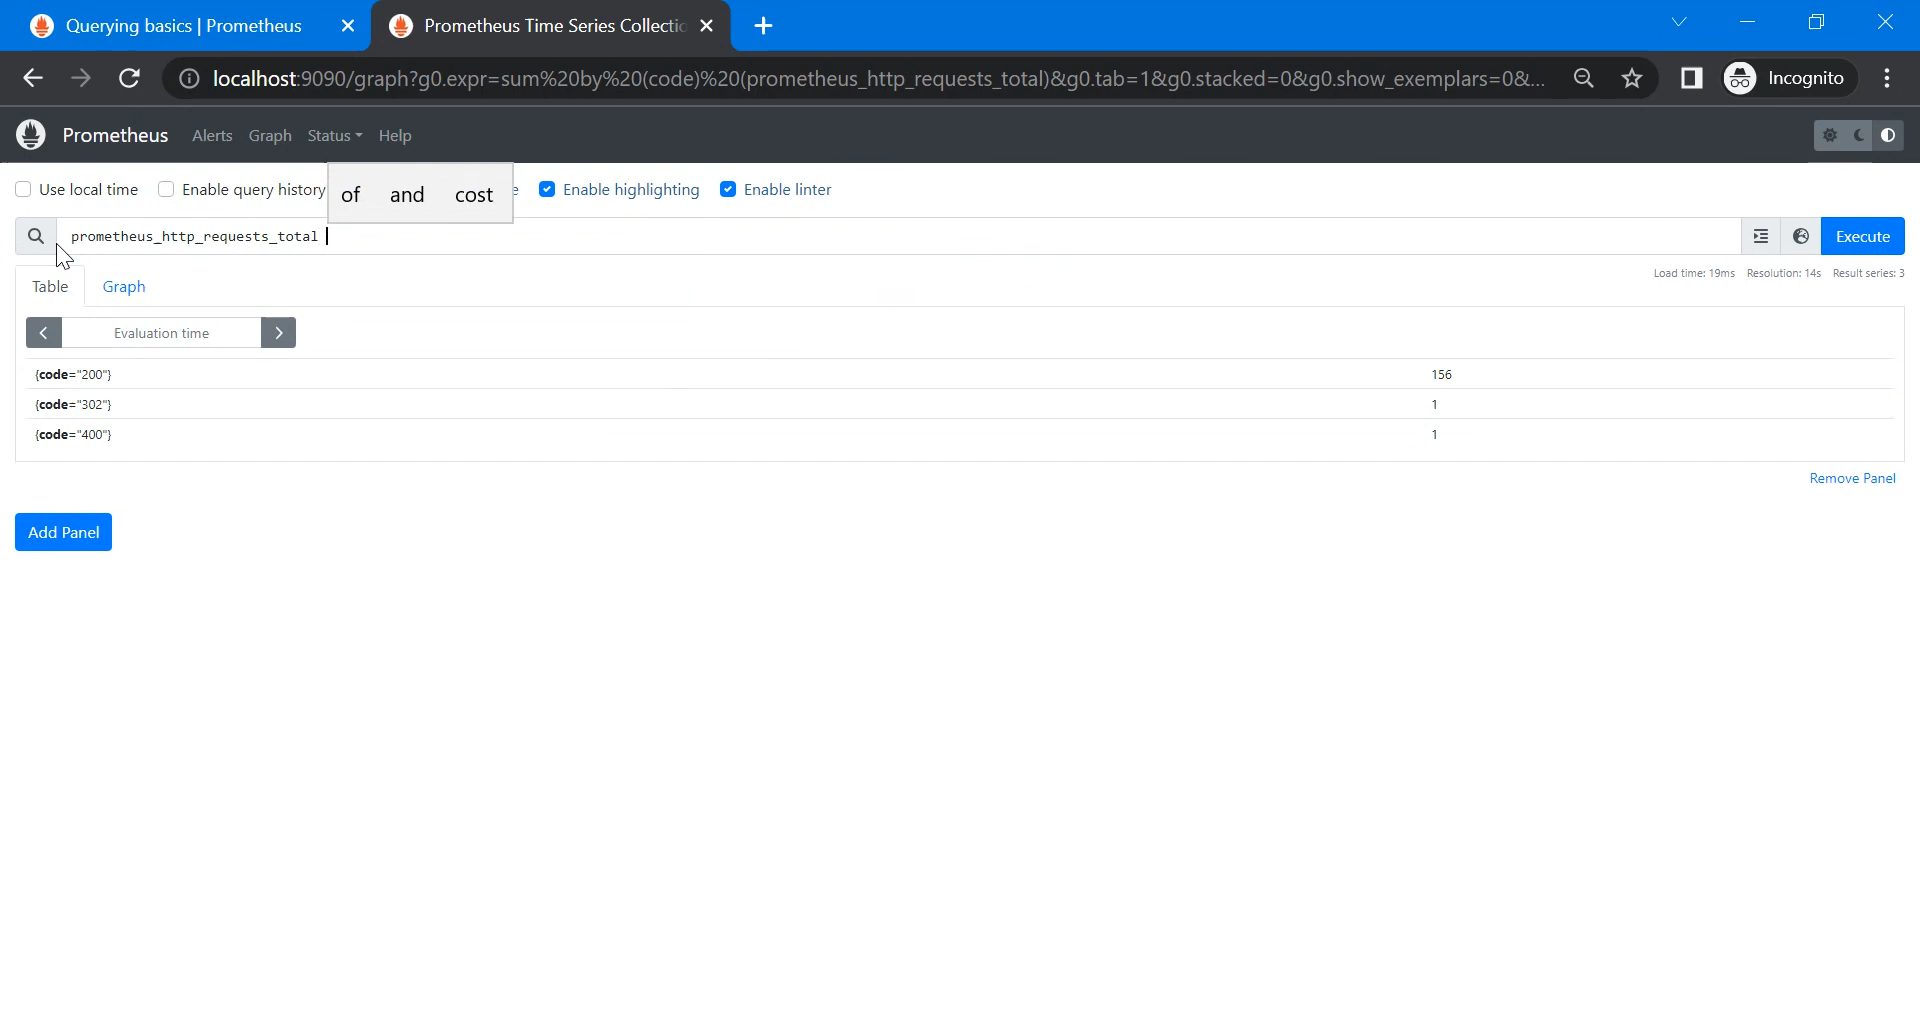 Querying basics | Prometheus
Prometheus Time Series Collectio
localhost:9090/graph?g0.expr=sum%20by%20(code)%20(prometheus_http_requests_total)&g0.tab=1&g0.stacked=0&g0.show_exemplars=0&...
Incognito
Prometheus Alerts Graph Status Help
Use local time Enable query history of and cost e Enable highlighting Enable linter
prometheus_http_requests_total Execute
Load time: 19ms Resolution: 14s Result series: 3
Table Graph
Evaluation time
{code="200"} 156
{code="302"} 1
{code="400"} 1
Remove Panel
Add Panel